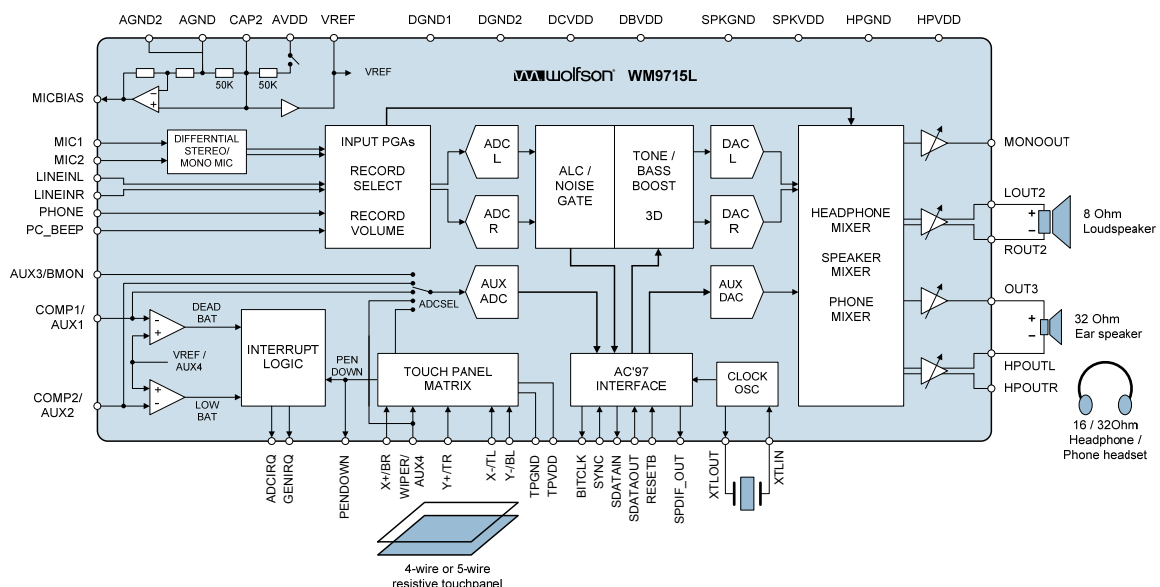 AGND2 AGND CAP2 AVDD VREF DGND1 DGND2 DCVDD DBVDD SPKGND SPKVDD HPGND HPVDD
VREF
wolfson WM9715L
50K 50K
MICBIAS
MIC1
MIC2
LINEINL
LINEINR
PHONE
PC_BEEP
AUX3/BMON
COMP1/
AUX1
COMP2/
AUX2
DIFFERNTIAL
STEREO/
MONO MIC
INPUT PGAs
RECORD
SELECT
RECORD
VOLUME
ADC
L
ADC
R
ALC /
NOISE
GATE
TONE /
BASS
BOOST
3D
DAC
L
DAC
R
HEADPHONE
MIXER
SPEAKER
MIXER
PHONE
MIXER
AUX
ADC
ADCSEL
AUX
DAC
DEAD
BAT
VREF /
AUX4
LOW
BAT
INTERRUPT
LOGIC
PEN
DOWN
TOUCH PANEL
MATRIX
AC'97
INTERFACE
CLOCK
OSC
MONOOUT
LOUT2
ROUT2
OUT3
HPOUTL
HPOUTR
+
−
8 Ohm
Loudspeaker
+
−
32 Ohm
Ear speaker
16 / 32Ohm
Headphone /
Phone headset
ADCIRQ
GENIRQ
PENDOWN
X+/BR
WIPER/
AUX4
Y+/TR
X-/TL
Y-/BL
TPGND
TPVDD
BITCLK
SYNC
SDATAIN
SDATAOUT
RESETB
SPDIF_OUT
XTLOUT
XTLIN
4-wire or 5-wire
resistive touchpanel